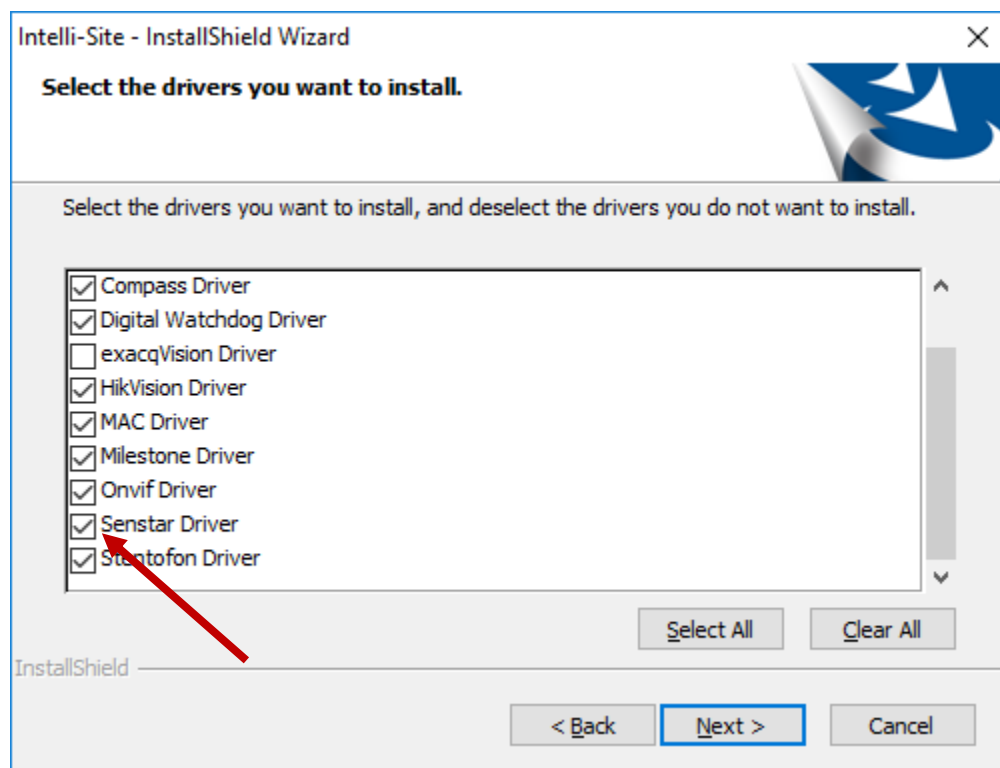 Intelli-Site - InstallShield Wizard
Select the drivers you want to install.
Select the drivers you want to install, and deselect the drivers you do not want to install.
Compass Driver
Digital Watchdog Driver
exacqVision Driver
HikVision Driver
MAC Driver
Milestone Driver
Onvif Driver
Senstar Driver
Stentofon Driver
Select All Clear All
InstallShield
< Back Next > Cancel